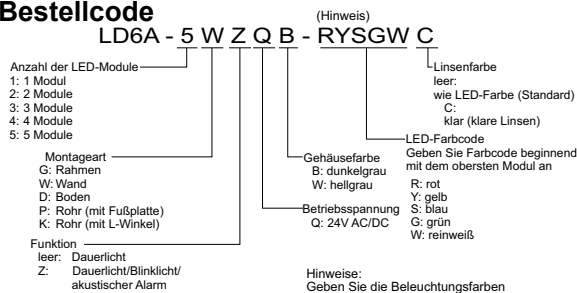 Bestellcode
(Hinweis)
LD6A - 5 W Z Q B - RYSGW C
Anzahl der LED-Module
1: 1 Modul
2: 2 Module
3: 3 Module
4: 4 Module
5: 5 Module
Montageart
G: Rahmen
W: Wand
D: Boden
P: Rohr (mit Fußplatte)
K: Rohr (mit L-Winkel)
Funktion
leer: Dauerlicht
Z: Dauerlicht/Blinklicht/
akustischer Alarm
Linsenfarbe
leer:
wie LED-Farbe (Standard)
C:
klar (klare Linsen)
LED-Farbcode
Geben Sie Farbcode beginnend
mit dem obersten Modul an
R: rot
Y: gelb
S: blau
G: grün
W: reinweiß
Gehäusefarbe
B: dunkelgrau
W: hellgrau
Betriebsspannung
Q: 24V AC/DC
Hinweise:
Geben Sie die Beleuchtungsfarben